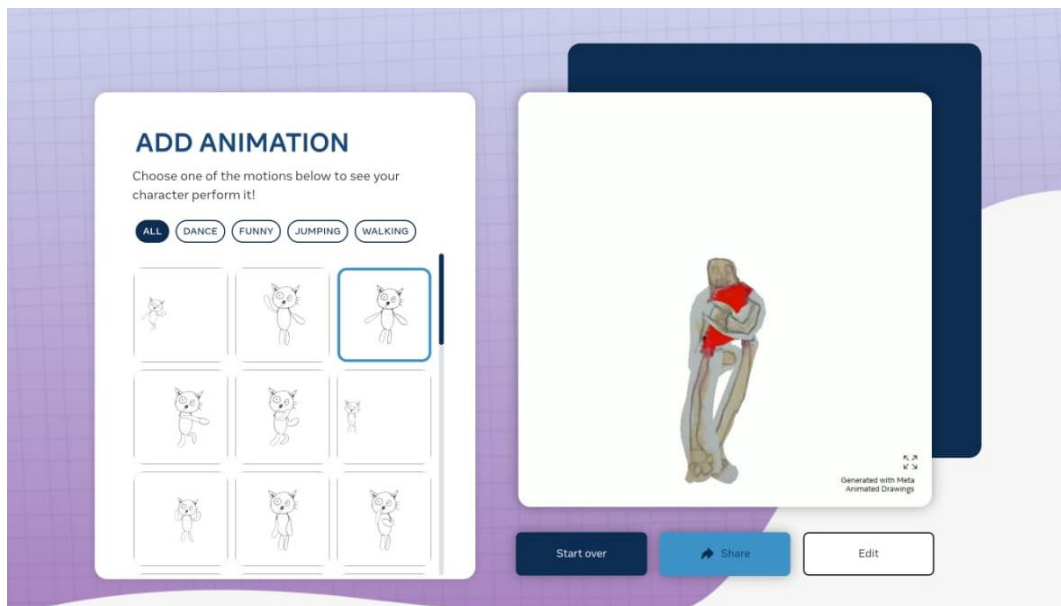 ADD ANIMATION
Choose one of the motions below to see your
character perform it!
ALL
DANCE
FUNNY
JUMPING
WALKING
Generated with Meta
Animated Drawings
Start over
Share
Edit